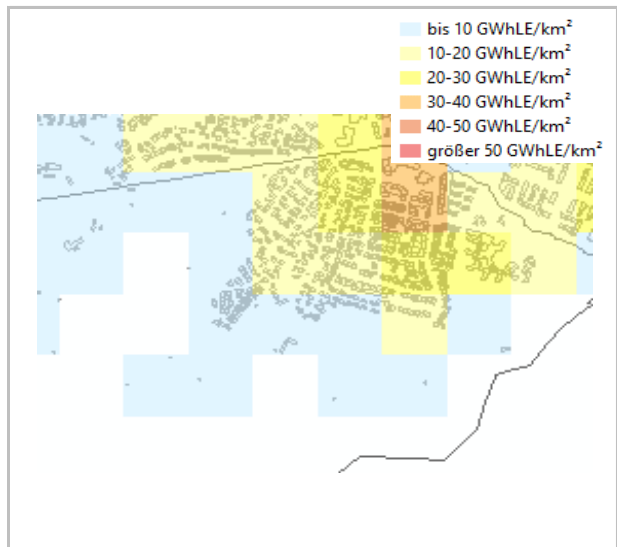 bis 10 GWhLE/km²
10-20 GWhLE/km²
20-30 GWhLE/km²
30-40 GWhLE/km²
40-50 GWhLE/km²
größer 50 GWhLE/km²